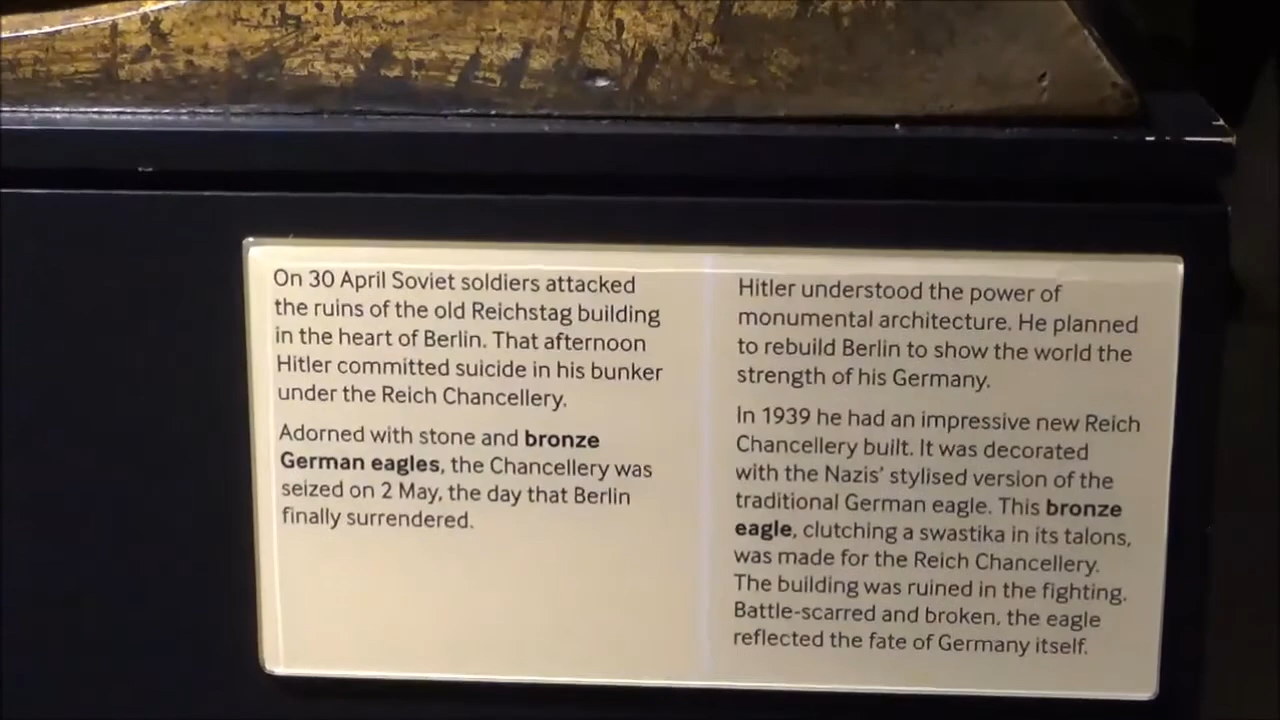 On 30 April Soviet soldiers attacked
the ruins of the old Reichstag building
in the heart of Berlin. That afternoon
Hitler committed suicide in his bunker
under the Reich Chancellery.
Adorned with stone and bronze
German eagles, the Chancellery was
seized on 2 May, the day that Berlin
finally surrendered.
Hitler understood the power of
monumental architecture. He planned
to rebuild Berlin to show the world the
strength of his Germany.
In 1939 he had an impressive new Reich
Chancellery built. It was decorated
with the Nazis’ stylised version of the
traditional German eagle. This bronze
eagle, clutching a swastika in its talons,
was made for the Reich Chancellery.
The building was ruined in the fighting.
Battle-scarred and broken, the eagle
reflected the fate of Germany itself.